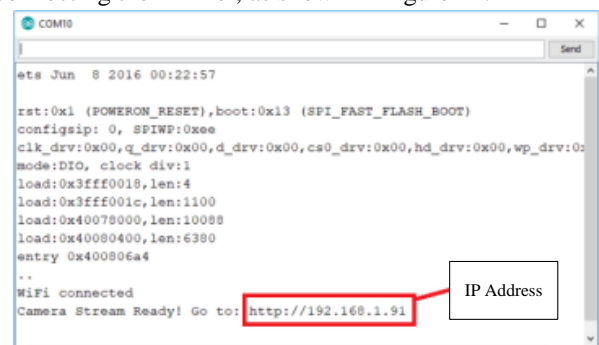 as shown
COM10
Send
ets Jun 8 2016 00:22:57
rst:0x1 (POWERON_RESET),boot:0x13 (SPI_FAST_FLASH_BOOT)
configsip: 0, SPIWP:0xee
clk_drv:0x00,q_drv:0x00,d_drv:0x00,cs0_drv:0x00,hd_drv:0x00,wp_drv:0x
mode:DIO, clock div:1
load:0x3fff0018,len:4
load:0x3fff001c,len:1100
load:0x40078000,len:10088
load:0x40080400,len:6380
entry 0x400806a4
..
WiFi connected
IP Address
Camera Stream Ready! Go to: http://192.168.1.91